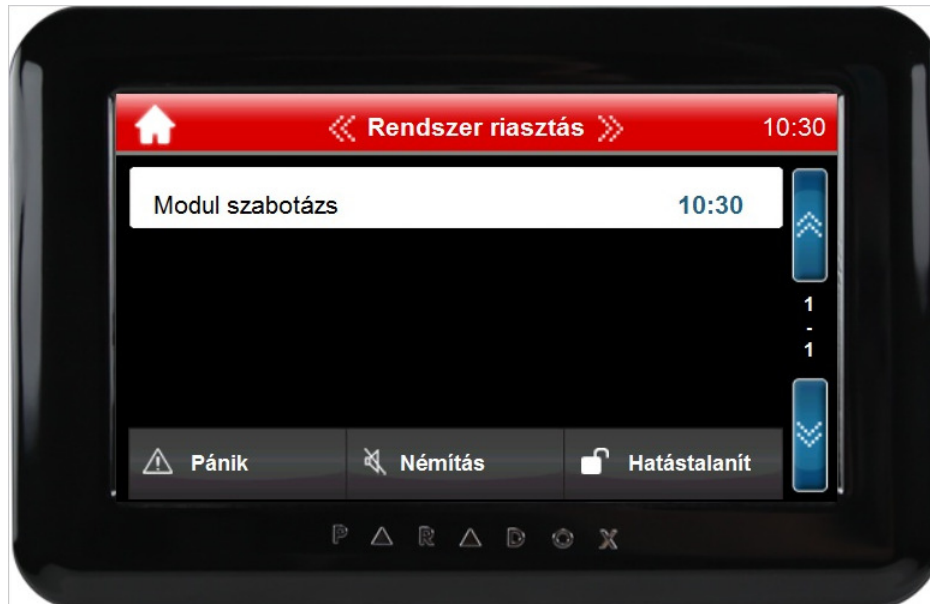 Rendszer riasztás 10:30
Modul szabotázs 10:30
1
-
1
Pánik Némítás Hatástalanít
PARADOX